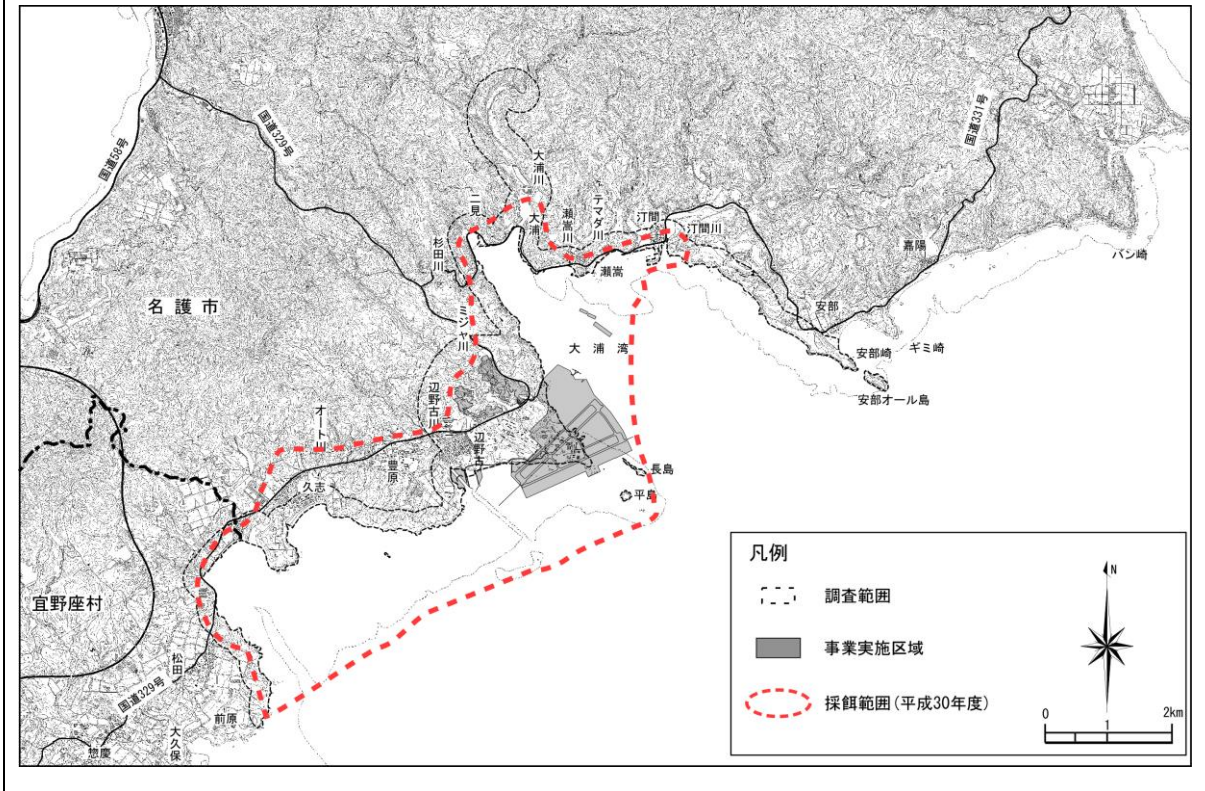 国道58号
国道329号
国道331号
大浦川
二見
大浦
瀬嵩川
テマダ川
汀間
汀間川
杉田川
瀬嵩
嘉陽
バン崎
名護市
ミジャ川
大浦湾
安部
安部崎
ギミ崎
安部オール島
辺野古川
オート川
辺野古
豊原
久志
長島
平島
宜野座村
松田
国道329号
前原
大久保
惣慶
凡例
調査範囲
事業実施区域
採餌範囲(平成30年度)
N
0 1 2km